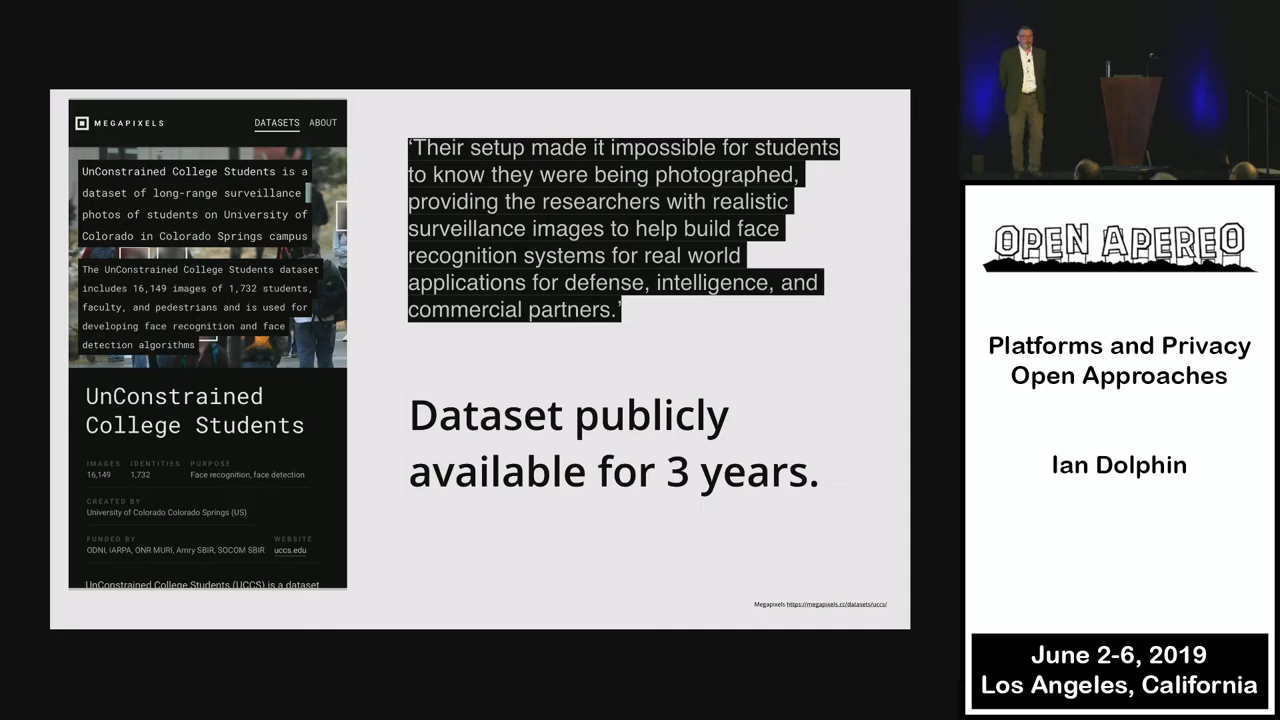 MEGAPIXELS
DATASETS ABOUT
UnConstrained College Students is a
dataset of long-range surveillance
photos of students on University of
Colorado in Colorado Springs campus
The UnConstrained College Students dataset
includes 16,149 images of 1,732 students,
faculty, and pedestrians and is used for
developing face recognition and face
detection algorithms
UnConstrained
College Students
IMAGES IDENTITIES PURPOSE
16,149 1,732 Face recognition, face detection
CREATED BY
University of Colorado Colorado Springs (US)
FUNDED BY WEBSITE
ODNI, IARPA, ONR MURI, Amry SBIR, SOCOM SBIR uccs.edu
UnConstrained College Students (UCCS) is a dataset
‘Their setup made it impossible for students
to know they were being photographed,
providing the researchers with realistic
surveillance images to help build face
recognition systems for real world
applications for defense, intelligence, and
commercial partners.’
Dataset publicly
available for 3 years.
Megapixels https://megapixels.cc/datasets/uccs/
OPEN APEREO
Platforms and Privacy
Open Approaches
Ian Dolphin
June 2-6, 2019
Los Angeles, California